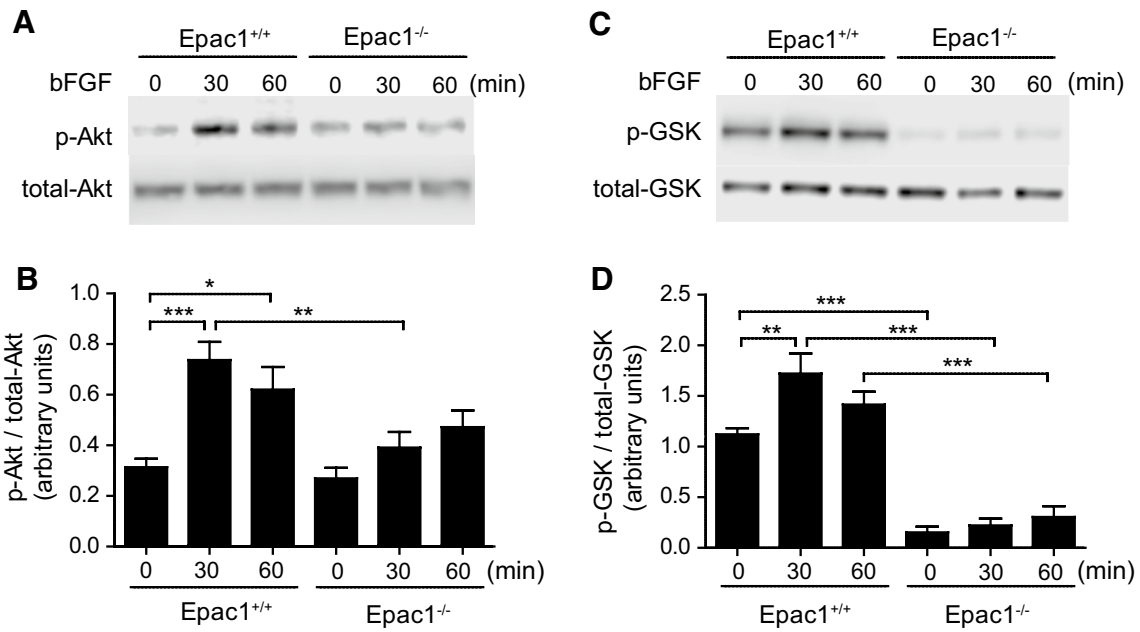 A
Epac1+/+ Epac1-/-
bFGF 0 30 60 0 30 60 (min)
p-Akt
total-Akt
B
p-Akt / total-Akt
(arbitrary units)
1.0
0.8
0.6
0.4
0.2
0.0
*
*** **
0 30 60 0 30 60 (min)
Epac1+/+ Epac1-/-
C
Epac1+/+ Epac1-/-
bFGF 0 30 60 0 30 60 (min)
p-GSK
total-GSK
D
p-GSK / total-GSK
(arbitrary units)
2.5
2.0
1.5
1.0
0.5
0.0
***
** ***
***
0 30 60 0 30 60 (min)
Epac1+/+ Epac1-/-